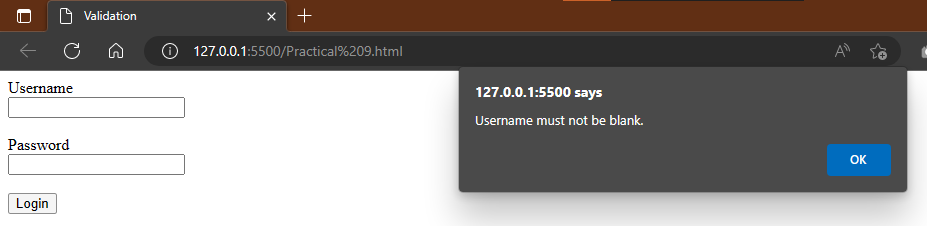 Validation
127.0.0.1:5500/Practical%209.html
Username
Password
Login
127.0.0.1:5500 says
Username must not be blank.
OK